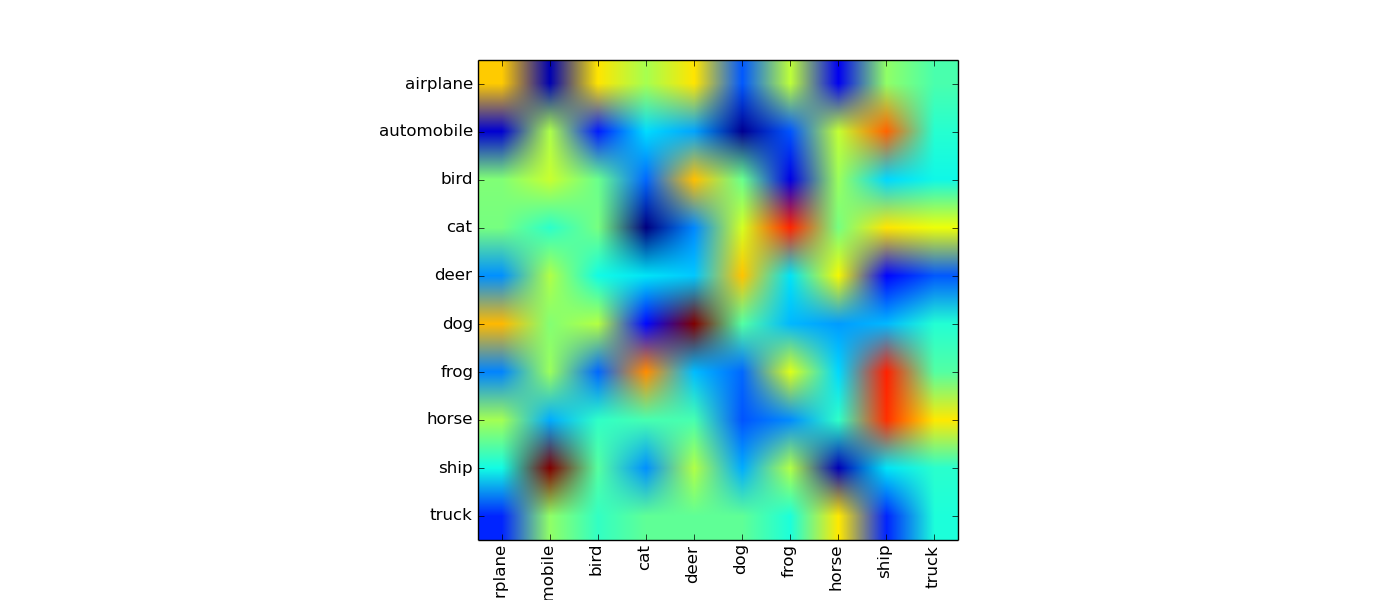 airplane
automobile
bird
cat
deer
dog
frog
horse
ship
truck
rplane
mobile
bird
cat
deer
dog
frog
horse
ship
truck